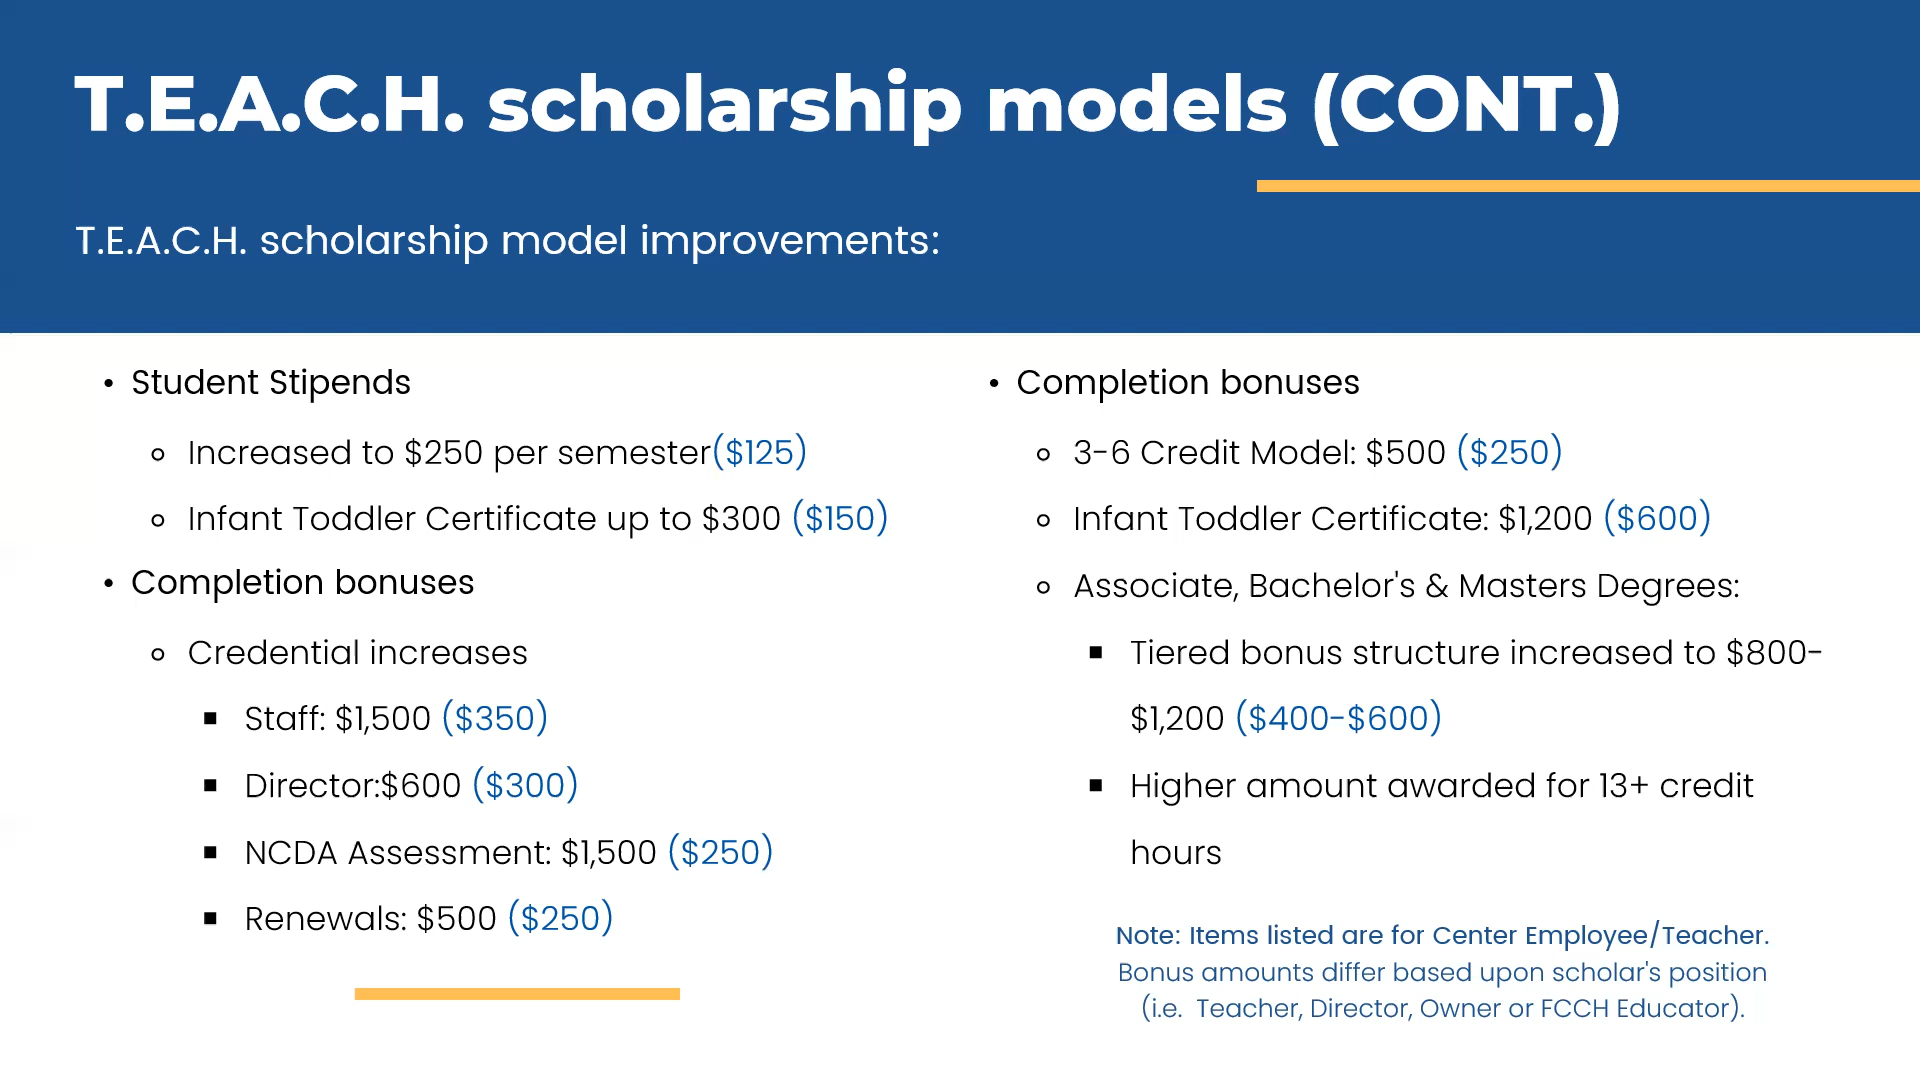 T.E.A.C.H. scholarship models (CONT.)
T.E.A.C.H. scholarship model improvements:
• Student Stipends
∘ Increased to $250 per semester($125)
∘ Infant Toddler Certificate up to $300 ($150)
• Completion bonuses
∘ Credential increases
▪ Staff: $1,500 ($350)
▪ Director:$600 ($300)
▪ NCDA Assessment: $1,500 ($250)
▪ Renewals: $500 ($250)
• Completion bonuses
∘ 3-6 Credit Model: $500 ($250)
∘ Infant Toddler Certificate: $1,200 ($600)
∘ Associate, Bachelor's & Masters Degrees:
▪ Tiered bonus structure increased to $800-
$1,200 ($400-$600)
▪ Higher amount awarded for 13+ credit
hours
Note: Items listed are for Center Employee/Teacher.
Bonus amounts differ based upon scholar's position
(i.e. Teacher, Director, Owner or FCCH Educator).